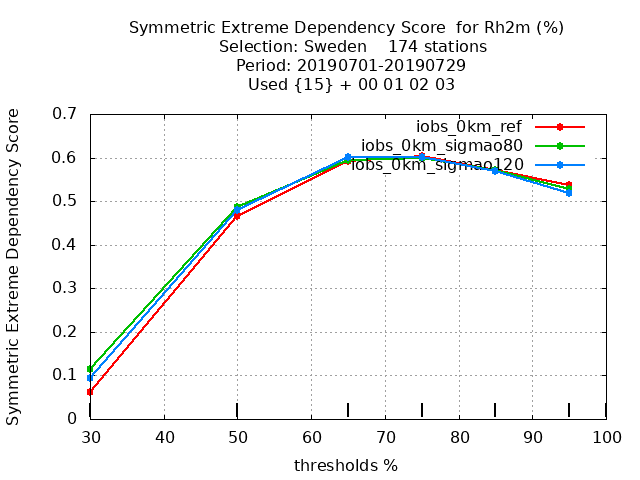 Symmetric Extreme Dependency Score  for Rh2m (%)
Selection: Sweden    174 stations
Period: 20190701-20190729
Used {15} + 00 01 02 03
Symmetric Extreme Dependency Score
0.7
0.6
0.5
0.4
0.3
0.2
0.1
0
iobs_0km_ref
iobs_0km_sigmao80
iobs_0km_sigmao120
30 40 50 60 70 80 90 100
thresholds %